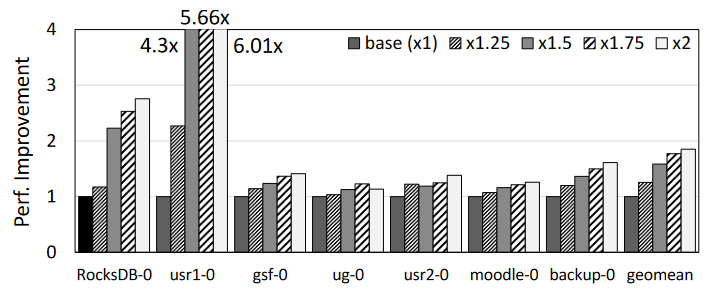 5.66x
4.3x 6.01x
base (x1) x1.25 x1.5 x1.75 x2
Perf. Improvement
4
3
2
1
0
RocksDB-0 usr1-0 gsf-0 ug-0 usr2-0 moodle-0 backup-0 geomean